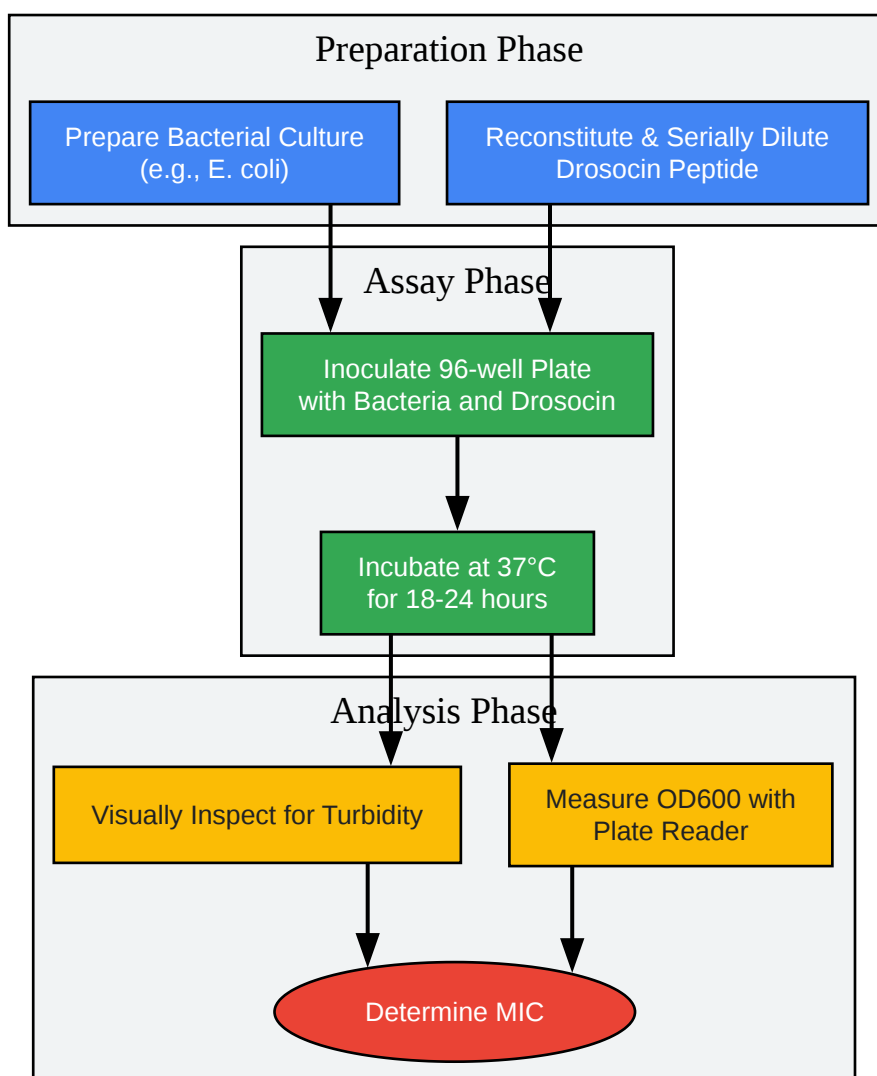 Preparation Phase
Prepare Bacterial Culture
(e.g., E. coli)
Reconstitute & Serially Dilute
Drosocin Peptide
Assay Phase
Inoculate 96-well Plate
with Bacteria and Drosocin
Incubate at 37°C
for 18-24 hours
Analysis Phase
Visually Inspect for Turbidity
Measure OD600 with
Plate Reader
Determine MIC